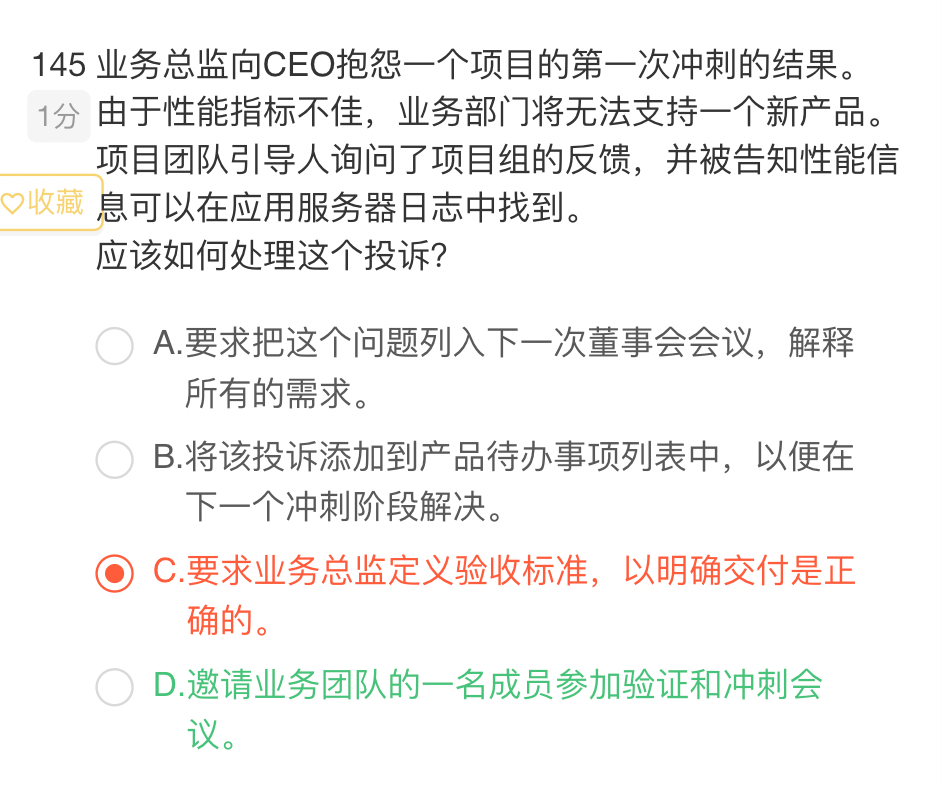 145 业务总监向CEO抱怨一个项目的第一次冲刺的结果。
1分 由于性能指标不佳，业务部门将无法支持一个新产品。
项目团队引导人询问了项目组的反馈，并被告知性能信
收藏 息可以在应用服务器日志中找到。
应该如何处理这个投诉?
A.要求把这个问题列入下一次董事会会议，解释
所有的需求。
B.将该投诉添加到产品待办事项列表中，以便在
下一个冲刺阶段解决。
C.要求业务总监定义验收标准，以明确交付是正
确的。
D.邀请业务团队的一名成员参加验证和冲刺会
议。